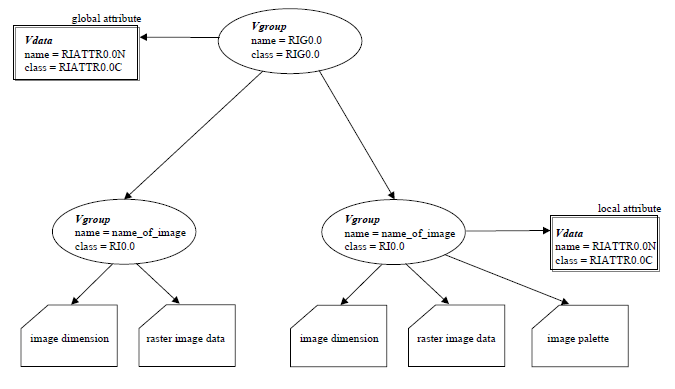 global attribute
Vdata
name = RIATTR0.0N
class = RIATTR0.0C
Vgroup
name = RIG0.0
class = RIG0.0
Vgroup
name = name_of_image
class = RI0.0
Vgroup
name = name_of_image
class = RI0.0
local attribute
Vdata
name = RIATTR0.0N
class = RIATTR0.0C
image dimension
raster image data
image dimension
raster image data
image palette